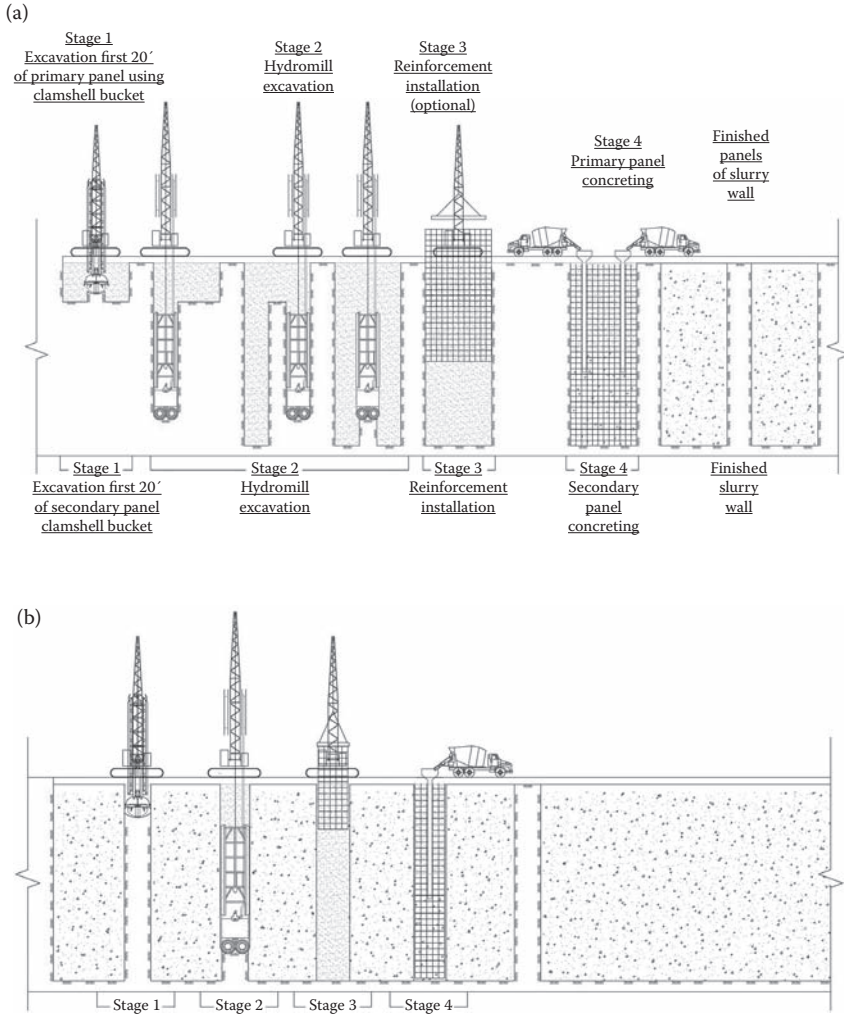 (a)
Stage 1
Excavation first 20´
of primary panel using
clamshell bucket
Stage 2
Hydromill
excavation
Stage 3
Reinforcement
installation
(optional)
Stage 4
Primary panel
concreting
Finished
panels
of slurry
wall
Stage 1
Excavation first 20´
of secondary panel
clamshell bucket
Stage 2
Hydromill
excavation
Stage 3
Reinforcement
installation
Stage 4
Secondary
panel
concreting
Finished
slurry
wall
(b)
Stage 1
Stage 2
Stage 3
Stage 4